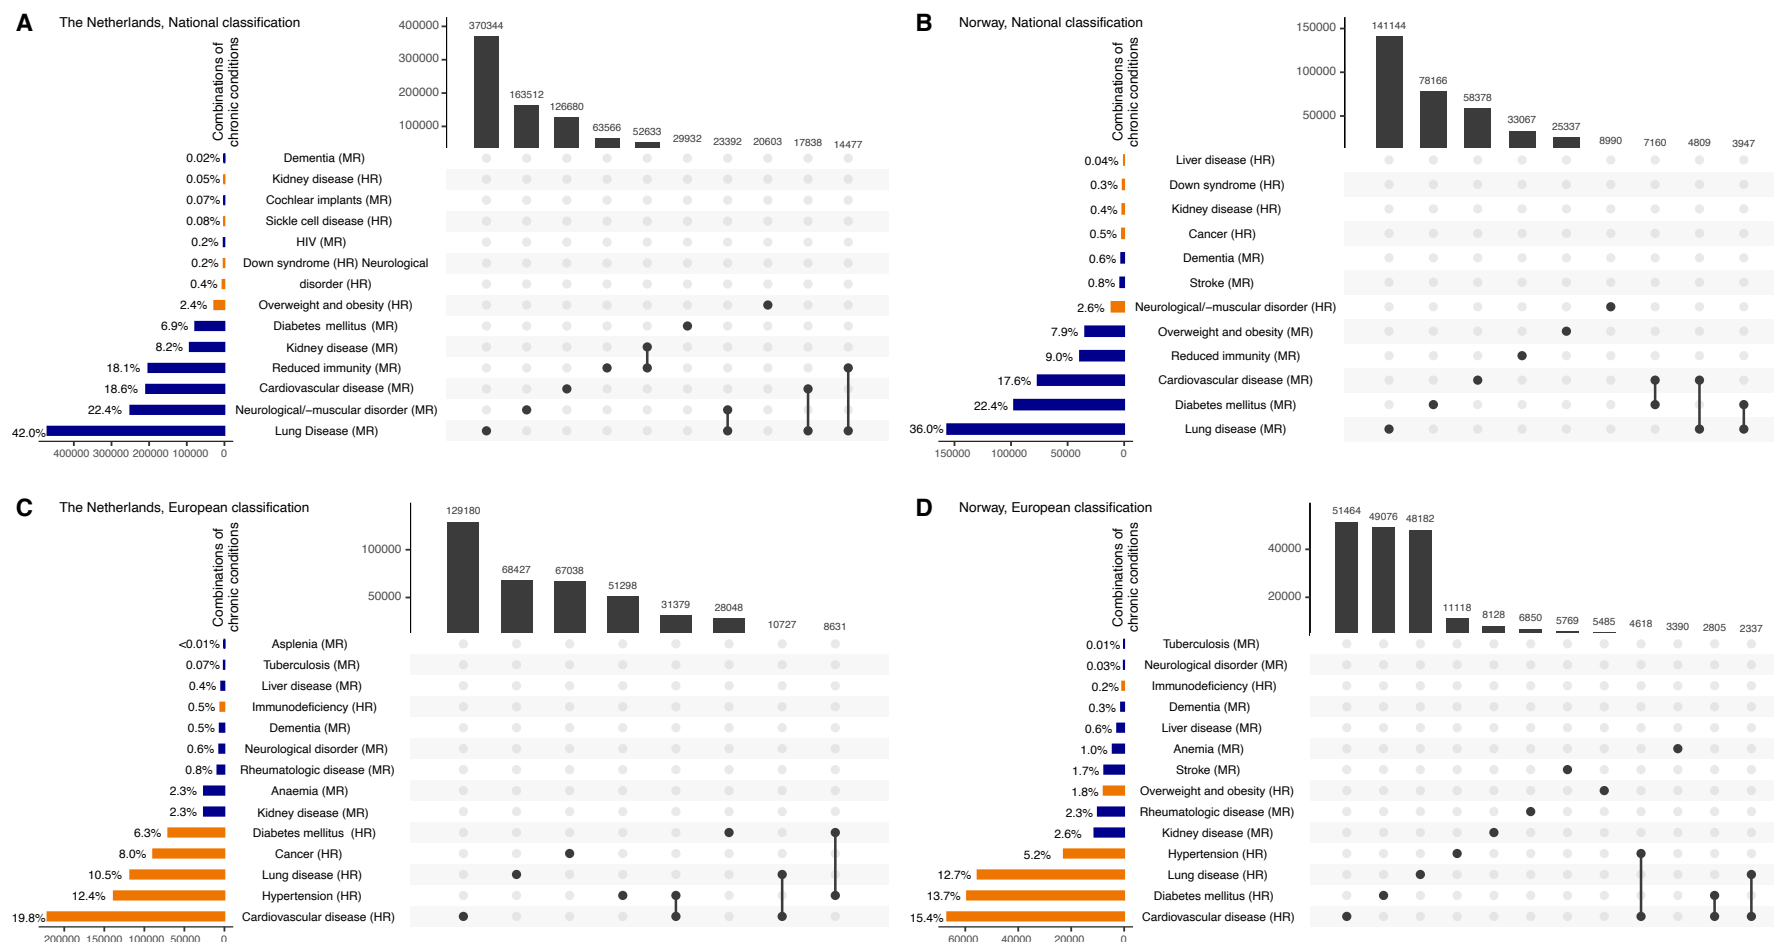 A The Netherlands, National classification
Combinations of
chronic conditions
400000
300000
200000
100000
370344 163512 126680 63566 52633 29932 23392 20603 17838 14477
0.02% Dementia (MR)
0.05% Kidney disease (HR)
0.07% Cochlear implants (MR)
0.08% Sickle cell disease (HR)
0.2% HIV (MR)
0.2% Down syndrome (HR) Neurological
0.4% disorder (HR)
2.4% Overweight and obesity (HR)
6.9% Diabetes mellitus (MR)
8.2% Kidney disease (MR)
18.1% Reduced immunity (MR)
18.6% Cardiovascular disease (MR)
22.4% Neurological/−muscular disorder (MR)
42.0% Lung Disease (MR)
400000 300000 200000 100000 0
B Norway, National classification
Combinations of
chronic conditions
150000
100000
50000
141144 78166 58378 33067 25337 8990 7160 4809 3947
0.04% Liver disease (HR)
0.3% Down syndrome (HR)
0.4% Kidney disease (HR)
0.5% Cancer (HR)
0.6% Dementia (MR)
0.8% Stroke (MR)
2.6% Neurological/−muscular disorder (HR)
7.9% Overweight and obesity (MR)
9.0% Reduced immunity (MR)
17.6% Cardiovascular disease (MR)
22.4% Diabetes mellitus (MR)
36.0% Lung disease (MR)
150000 100000 50000 0
C The Netherlands, European classification
Combinations of
chronic conditions
100000
50000
129180 68427 67038 51298 31379 28048 10727 8631
<0.01% Asplenia (MR)
0.07% Tuberculosis (MR)
0.4% Liver disease (MR)
0.5% Immunodeficiency (HR)
0.5% Dementia (MR)
0.6% Neurological disorder (MR)
0.8% Rheumatologic disease (MR)
2.3% Anaemia (MR)
2.3% Kidney disease (MR)
6.3% Diabetes mellitus (HR)
8.0% Cancer (HR)
10.5% Lung disease (HR)
12.4% Hypertension (HR)
19.8% Cardiovascular disease (HR)
200000 150000 100000 50000 0
D Norway, European classification
Combinations of
chronic conditions
40000
20000
51464 49076 48182 11118 8128 6850 5769 5485 4618 3390 2805 2337
0.01% Tuberculosis (MR)
0.03% Neurological disorder (MR)
0.2% Immunodeficiency (HR)
0.3% Dementia (MR)
0.6% Liver disease (MR)
1.0% Anemia (MR)
1.7% Stroke (MR)
1.8% Overweight and obesity (HR)
2.3% Rheumatologic disease (MR)
2.6% Kidney disease (MR)
5.2% Hypertension (HR)
12.7% Lung disease (HR)
13.7% Diabetes mellitus (HR)
15.4% Cardiovascular disease (HR)
60000 40000 20000 0